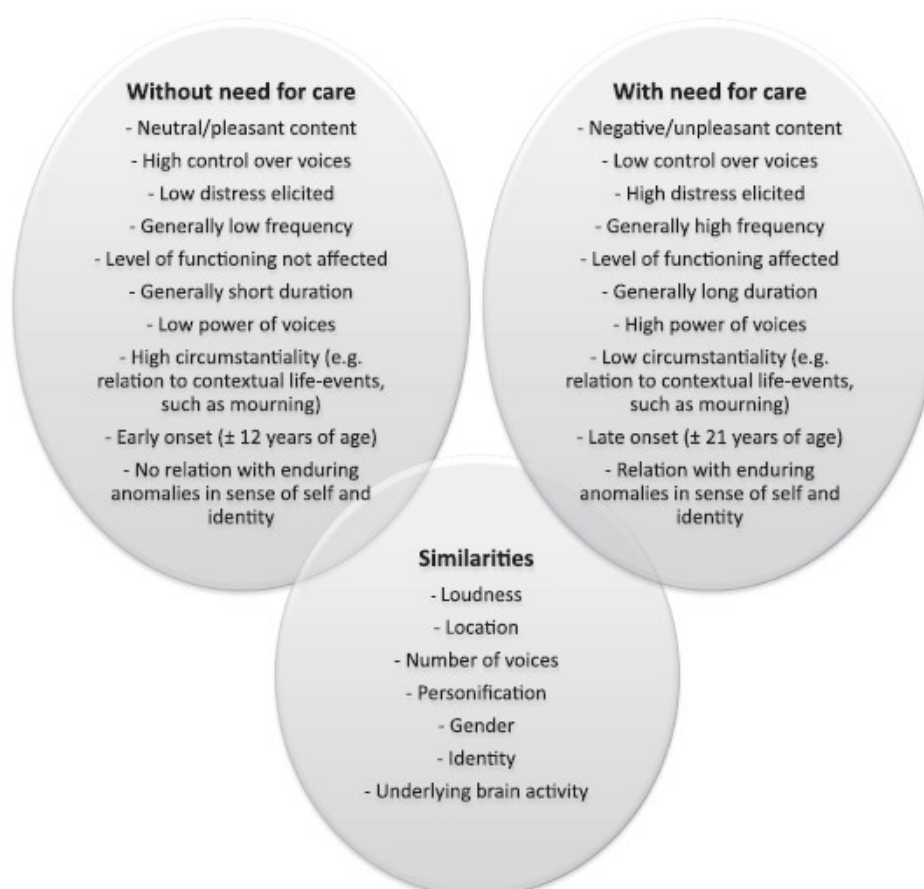 Without need for care
- Neutral/pleasant content
- High control over voices
- Low distress elicited
- Generally low frequency
- Level of functioning not affected
- Generally short duration
- Low power of voices
- High circumstantiality (e.g.
relation to contextual life-events,
such as mourning)
- Early onset (± 12 years of age)
- No relation with enduring
anomalies in sense of self and
identity
With need for care
- Negative/unpleasant content
- Low control over voices
- High distress elicited
- Generally high frequency
- Level of functioning affected
- Generally long duration
- High power of voices
- Low circumstantiality (e.g.
relation to contextual life-events,
such as mourning)
- Late onset (± 21 years of age)
- Relation with enduring
anomalies in sense of self and
identity
Similarities
- Loudness
- Location
- Number of voices
- Personification
- Gender
- Identity
- Underlying brain activity